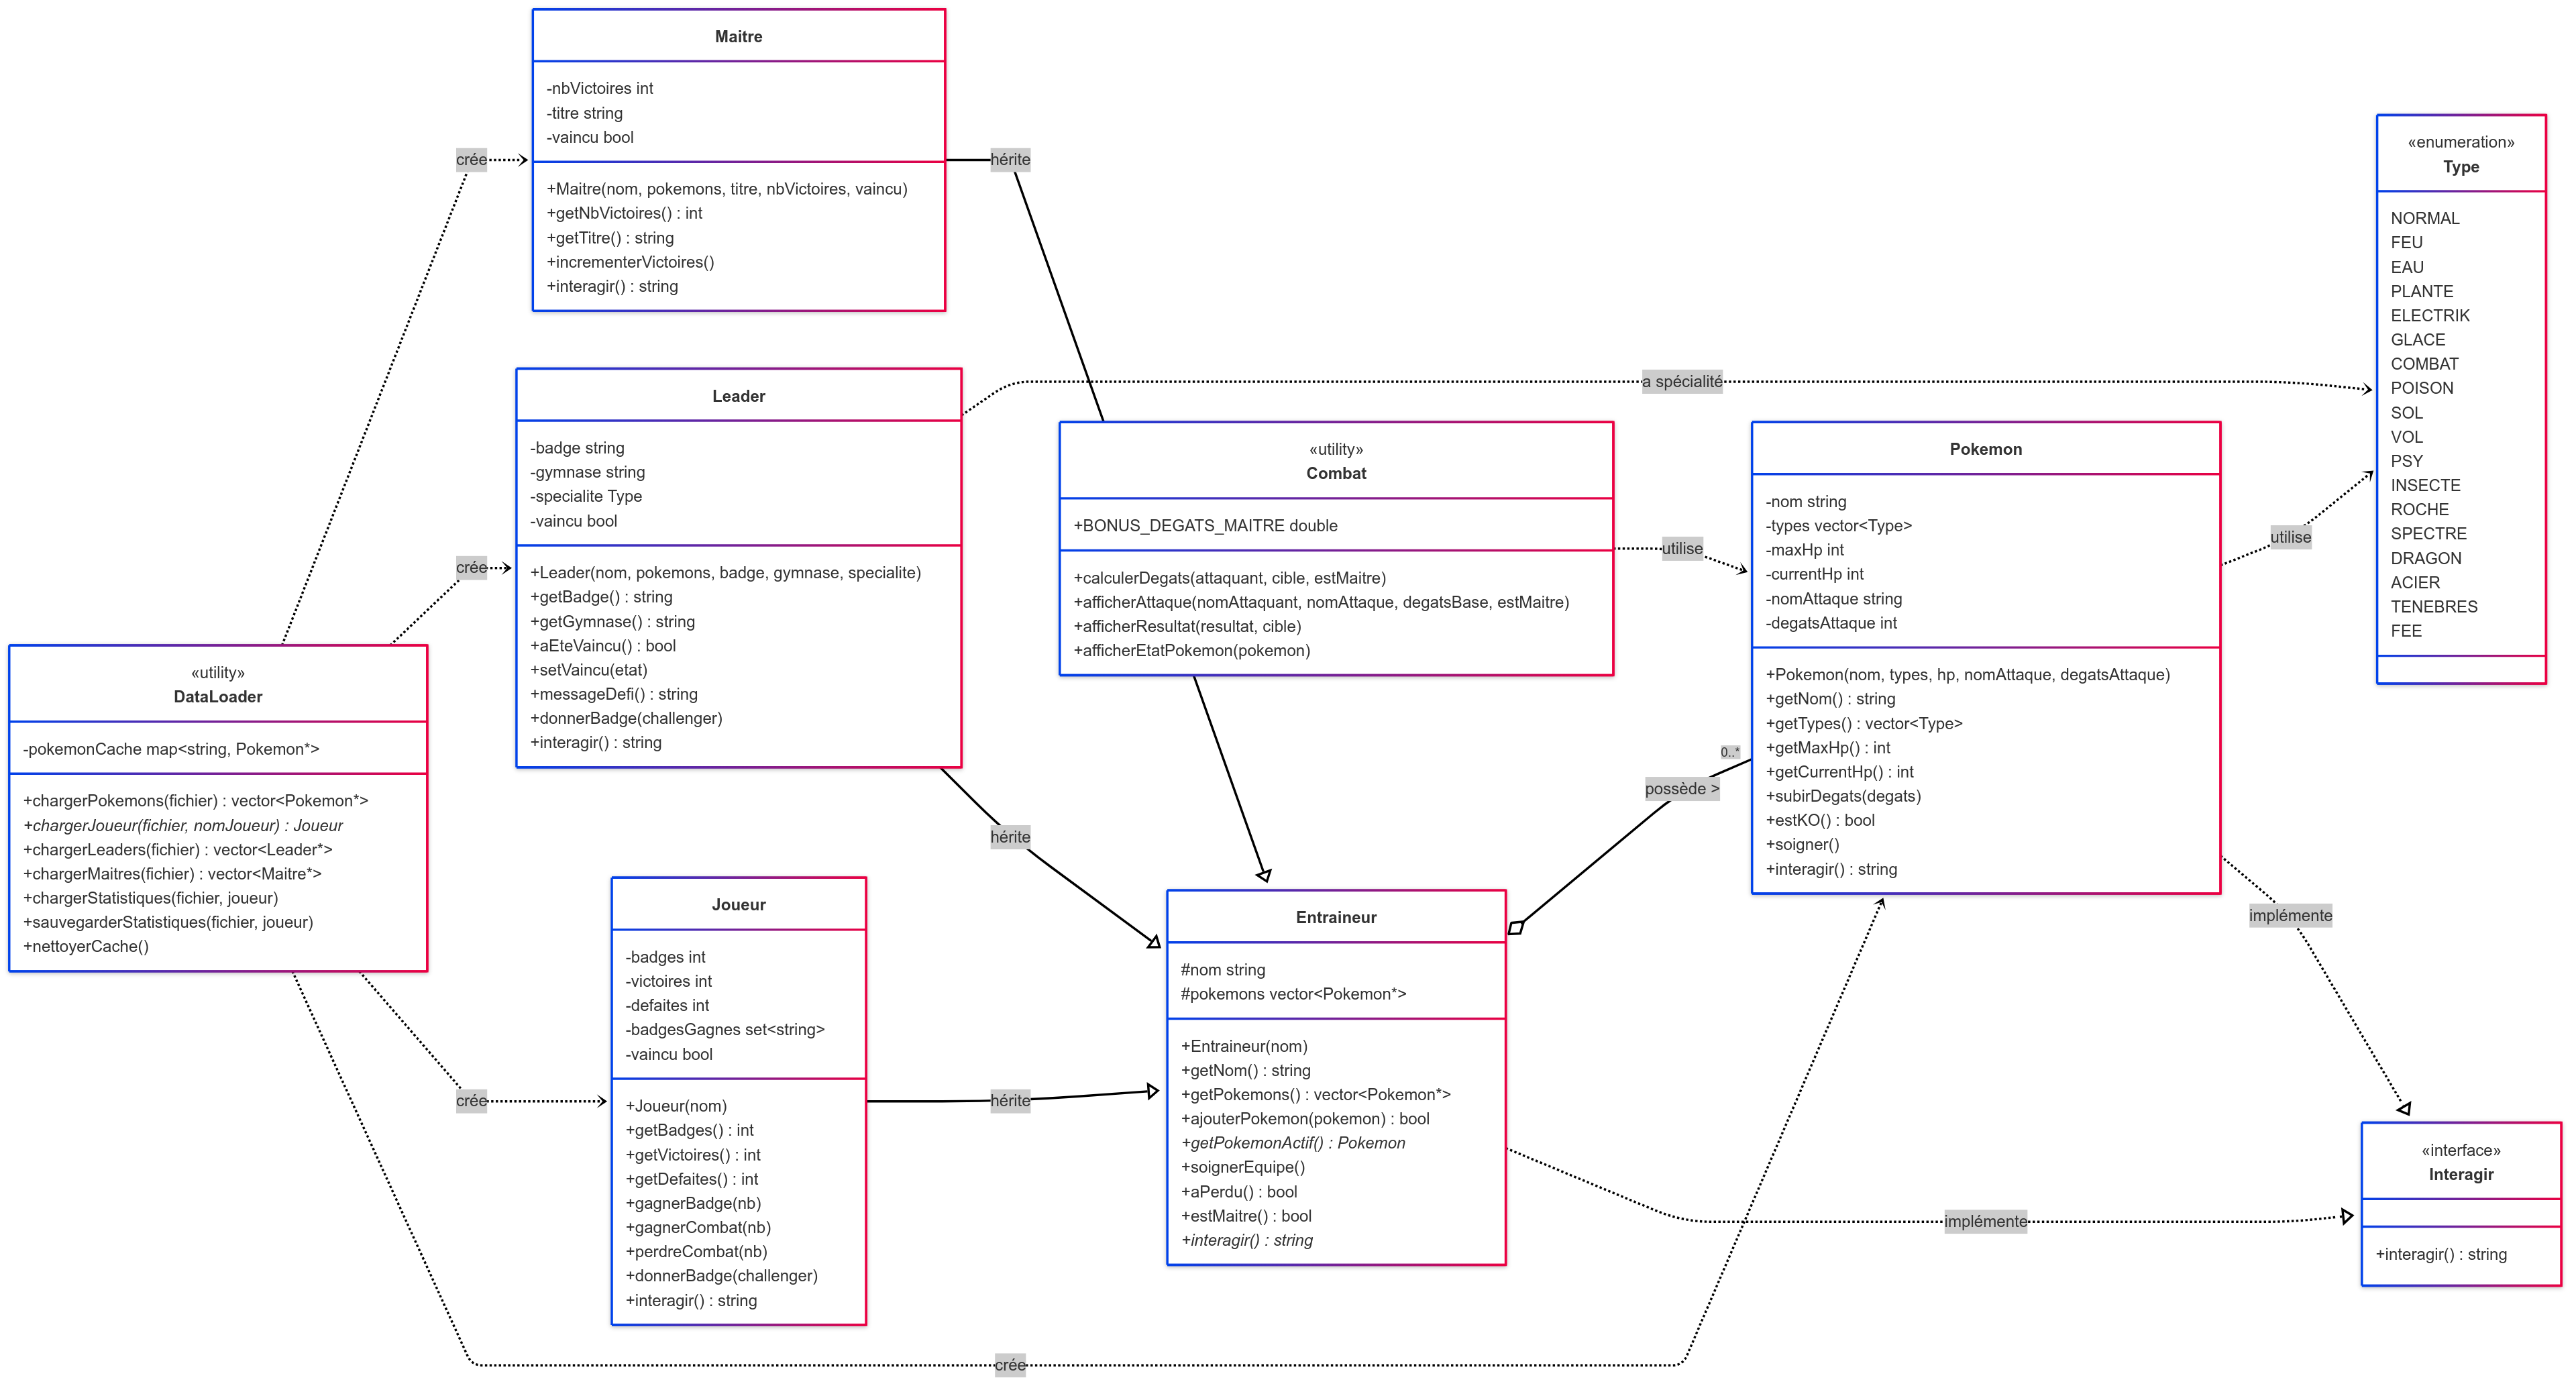 Maitre
-nbVictoires int
-titre string
-vaincu bool
+Maitre(nom, pokemons, titre, nbVictoires, vaincu)
+getNbVictoires() : int
+getTitre() : string
+incrementerVictoires()
+interagir() : string
crée
hérite
«enumeration»
Type
NORMAL
FEU
EAU
PLANTE
ELECTRIK
GLACE
COMBAT
POISON
SOL
VOL
PSY
INSECTE
ROCHE
SPECTRE
DRAGON
ACIER
TENEBRES
FEE
Leader
-badge string
-gymnase string
-specialite Type
-vaincu bool
+Leader(nom, pokemons, badge, gymnase, specialite)
+getBadge() : string
+getGymnase() : string
+aEteVaincu() : bool
+setVaincu(etat)
+messageDefi() : string
+donnerBadge(challenger)
+interagir() : string
crée
a spécialité
«utility»
Combat
+BONUS_DEGATS_MAITRE double
+calculerDegats(attaquant, cible, estMaitre)
+afficherAttaque(nomAttaquant, nomAttaque, degatsBase, estMaitre)
+afficherResultat(resultat, cible)
+afficherEtatPokemon(pokemon)
utilise
Pokemon
-nom string
-types vector<Type>
-maxHp int
-currentHp int
-nomAttaque string
-degatsAttaque int
+Pokemon(nom, types, hp, nomAttaque, degatsAttaque)
+getNom() : string
+getTypes() : vector<Type>
+getMaxHp() : int
+getCurrentHp() : int
+subirDegats(degats)
+estKO() : bool
+soigner()
+interagir() : string
utilise
«utility»
DataLoader
-pokemonCache map<string, Pokemon*>
+chargerPokemons(fichier) : vector<Pokemon*>
+chargerJoueur(fichier, nomJoueur) : Joueur
+chargerLeaders(fichier) : vector<Leader*>
+chargerMaitres(fichier) : vector<Maitre*>
+chargerStatistiques(fichier, joueur)
+sauvegarderStatistiques(fichier, joueur)
+nettoyerCache()
hérite
0..*
possède >
implémente
Joueur
-badges int
-victoires int
-defaites int
-badgesGagnes set<string>
-vaincu bool
+Joueur(nom)
+getBadges() : int
+getVictoires() : int
+getDefaites() : int
+gagnerBadge(nb)
+gagnerCombat(nb)
+perdreCombat(nb)
+donnerBadge(challenger)
+interagir() : string
crée
hérite
Entraineur
#nom string
#pokemons vector<Pokemon*>
+Entraineur(nom)
+getNom() : string
+getPokemons() : vector<Pokemon*>
+ajouterPokemon(pokemon) : bool
+getPokemonActif() : Pokemon
+soignerEquipe()
+aPerdu() : bool
+estMaitre() : bool
+interagir() : string
implémente
«interface»
Interagir
+interagir() : string
crée